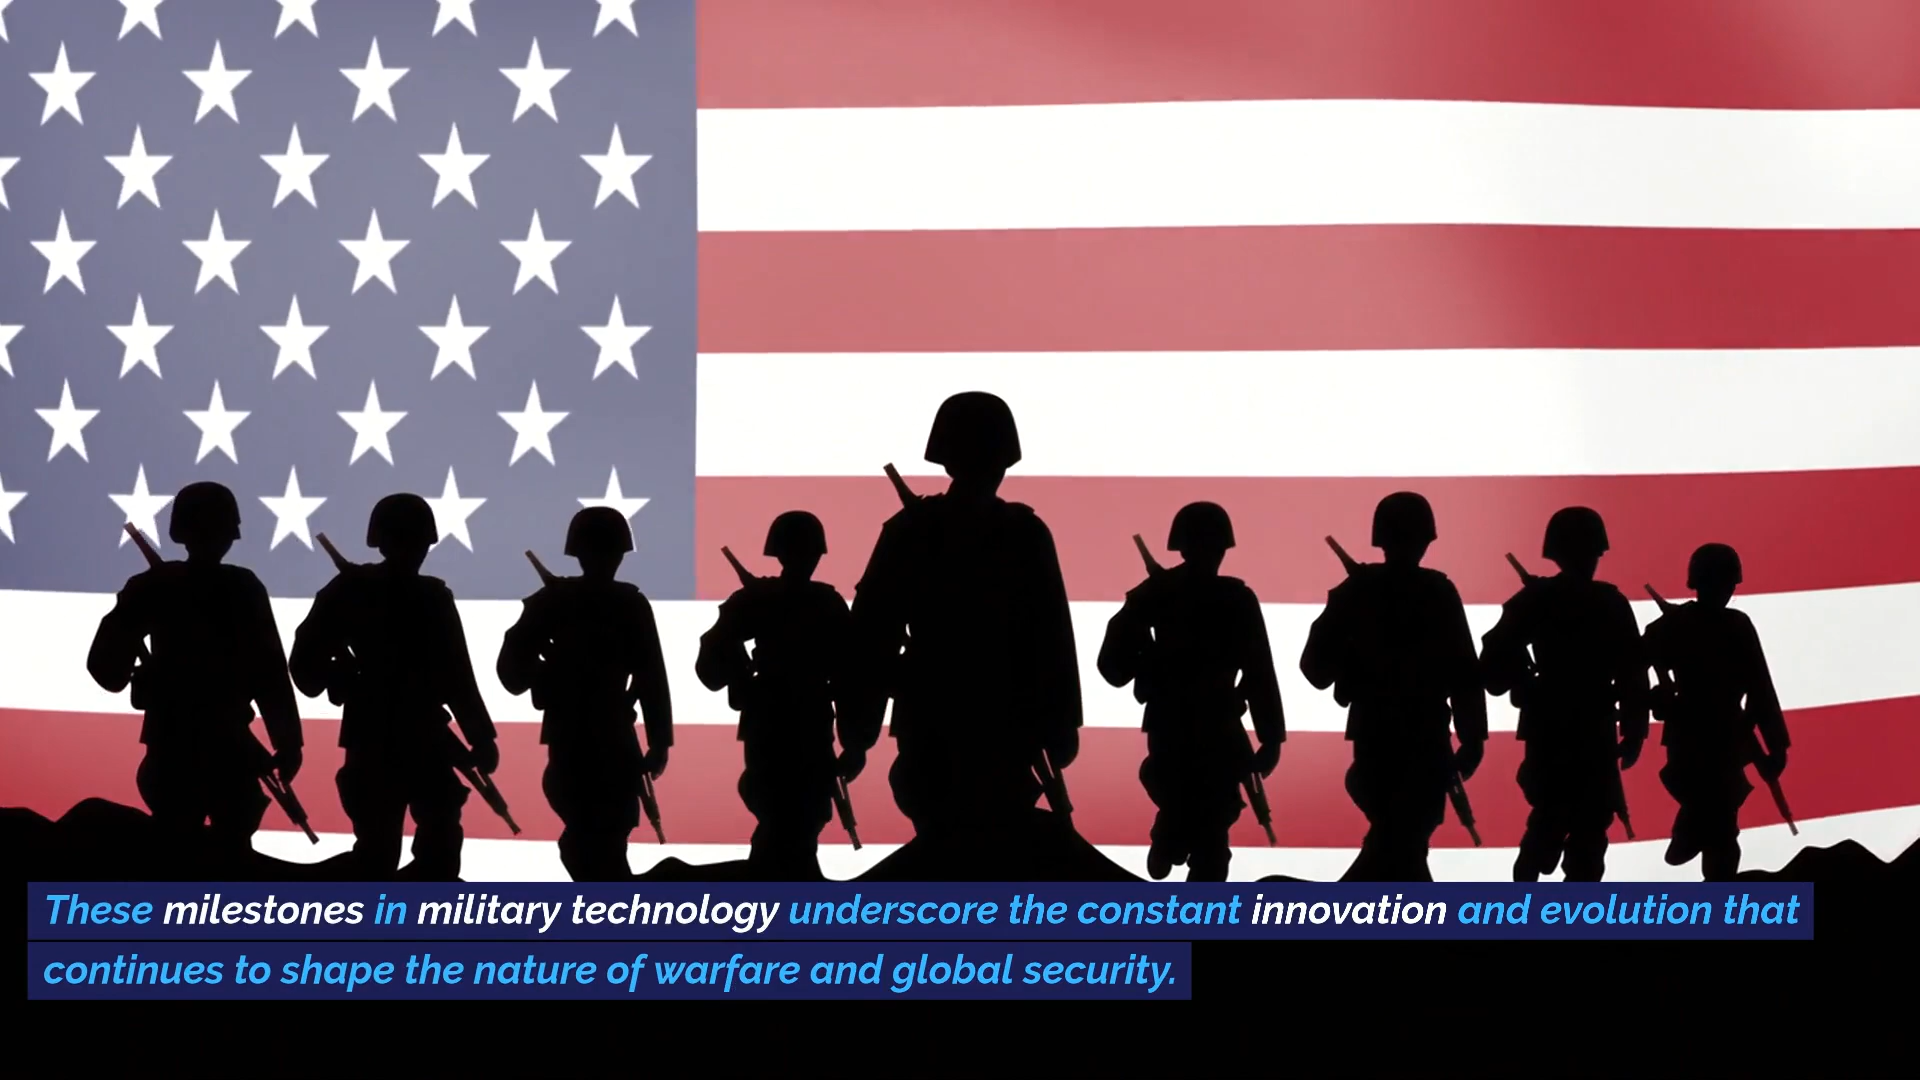 These milestones in military technology underscore the constant innovation and evolution that
continues to shape the nature of warfare and global security.